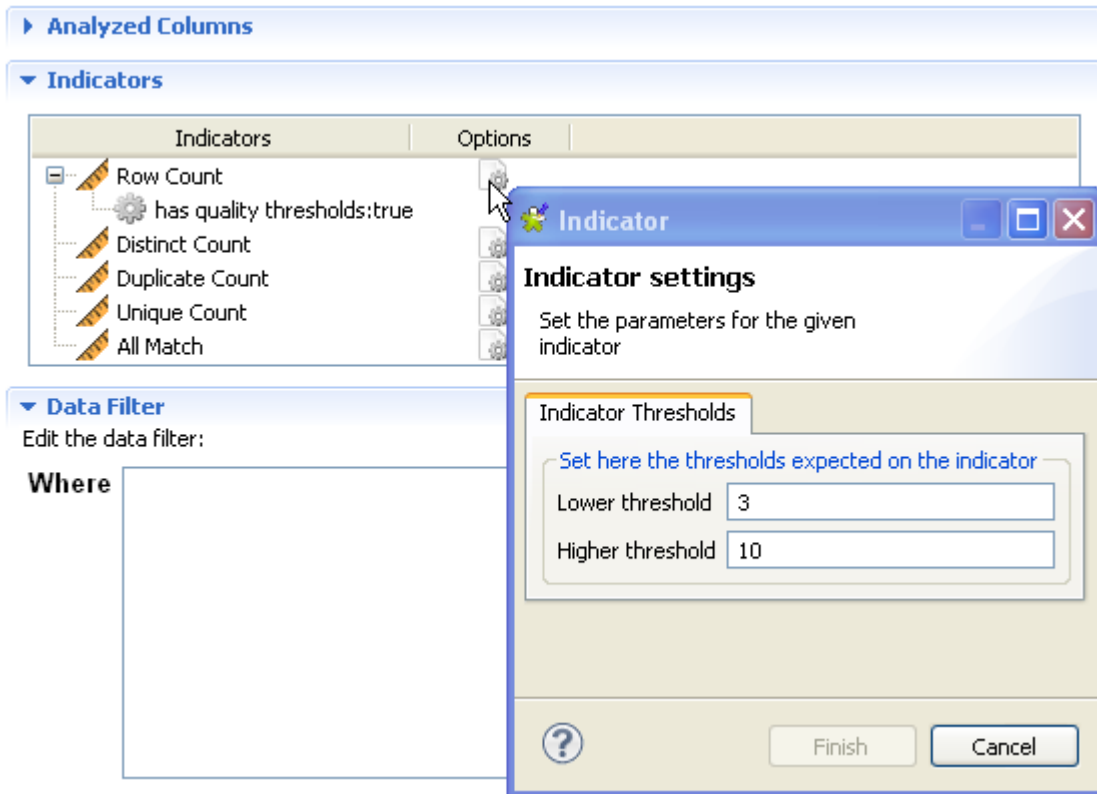 Analyzed Columns
Indicators
Indicators Options
Row Count
has quality thresholds:true
Distinct Count
Duplicate Count
Unique Count
All Match
Data Filter
Edit the data filter:
Where
Indicator
Indicator settings
Set the parameters for the given
indicator
Indicator Thresholds
Set here the thresholds expected on the indicator
Lower threshold 3
Higher threshold 10
? Finish Cancel